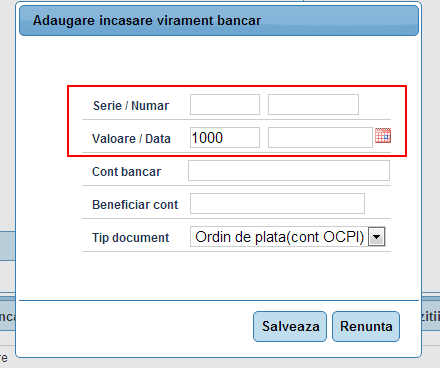 Adaugare incasare virament bancar
Serie / Numar
Valoare / Data 1000
Cont bancar
Beneficiar cont
Tip document Ordin de plata(cont OCPI)
Salveaza Renunta